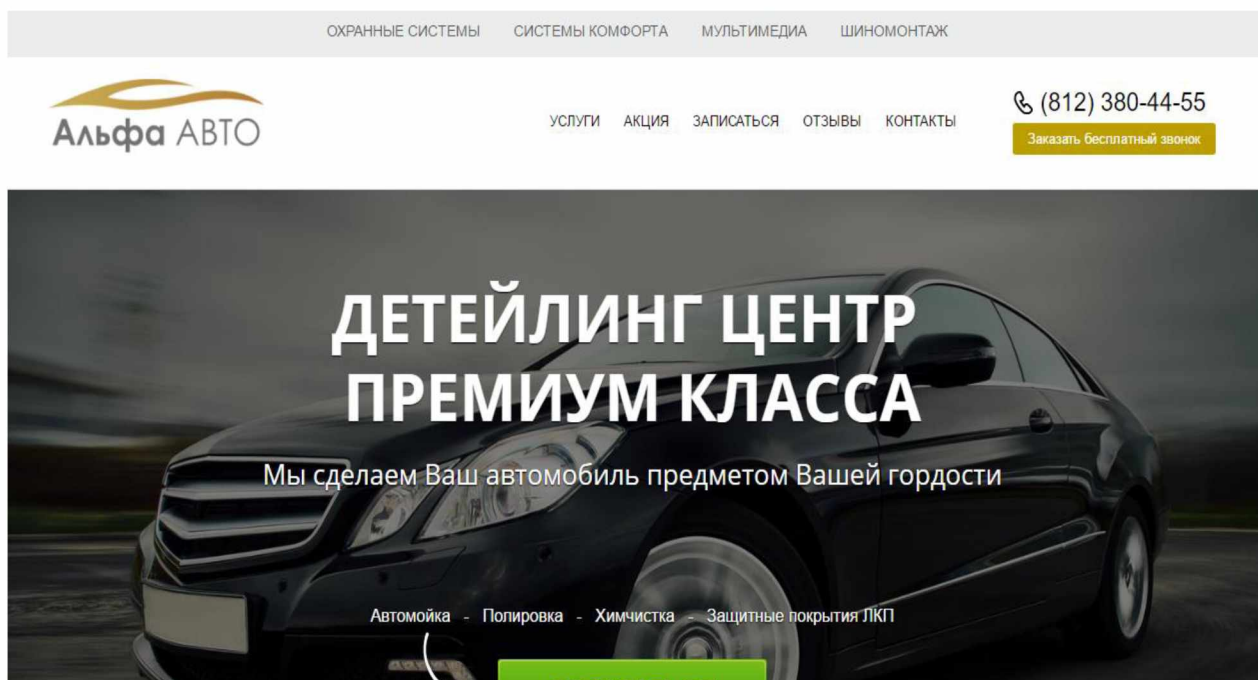 ОХРАННЫЕ СИСТЕМЫ СИСТЕМЫ КОМФОРТА МУЛЬТИМЕДИА ШИНОМОНТАЖ
Альфа АВТО
УСЛУГИ АКЦИЯ ЗАПИСАТЬСЯ ОТЗЫВЫ КОНТАКТЫ
(812) 380-44-55
Заказать бесплатный звонок
ДЕТЕЙЛИНГ ЦЕНТР
ПРЕМИУМ КЛАССА
Мы сделаем Ваш автомобиль предметом Вашей гордости
Автомойка - Полировка - Химчистка - Защитные покрытия ЛКП